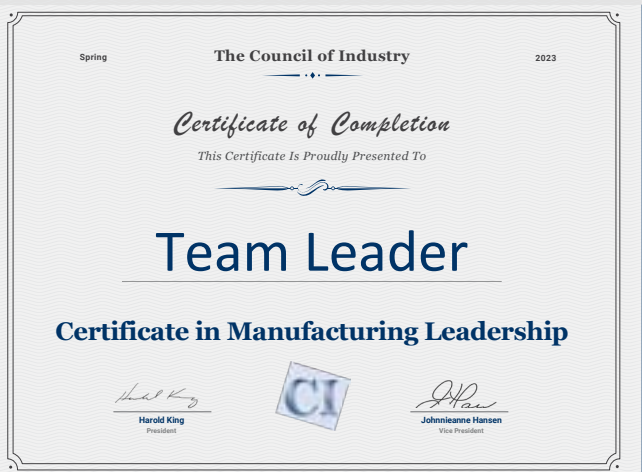 Spring The Council of Industry 2023
Certificate of Completion
This Certificate Is Proudly Presented To
Team Leader
Certificate in Manufacturing Leadership
CI
Harold King Johnnieanne Hansen
President Vice President